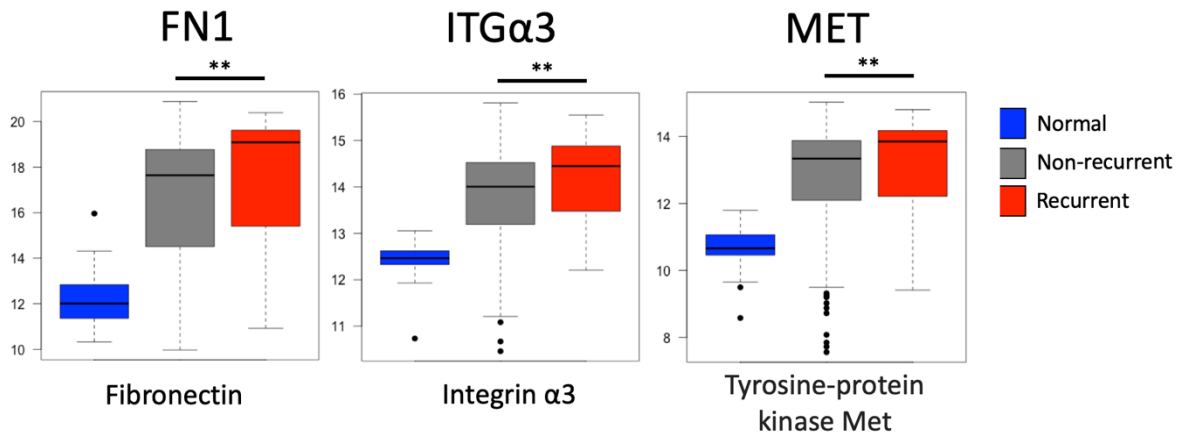 FN1
ITGα3
MET
**
**
**
20
18
16
14
12
10
16
15
14
13
12
11
14
12
10
8
Normal
Non-recurrent
Recurrent
Fibronectin
Integrin α3
Tyrosine-protein
kinase Met